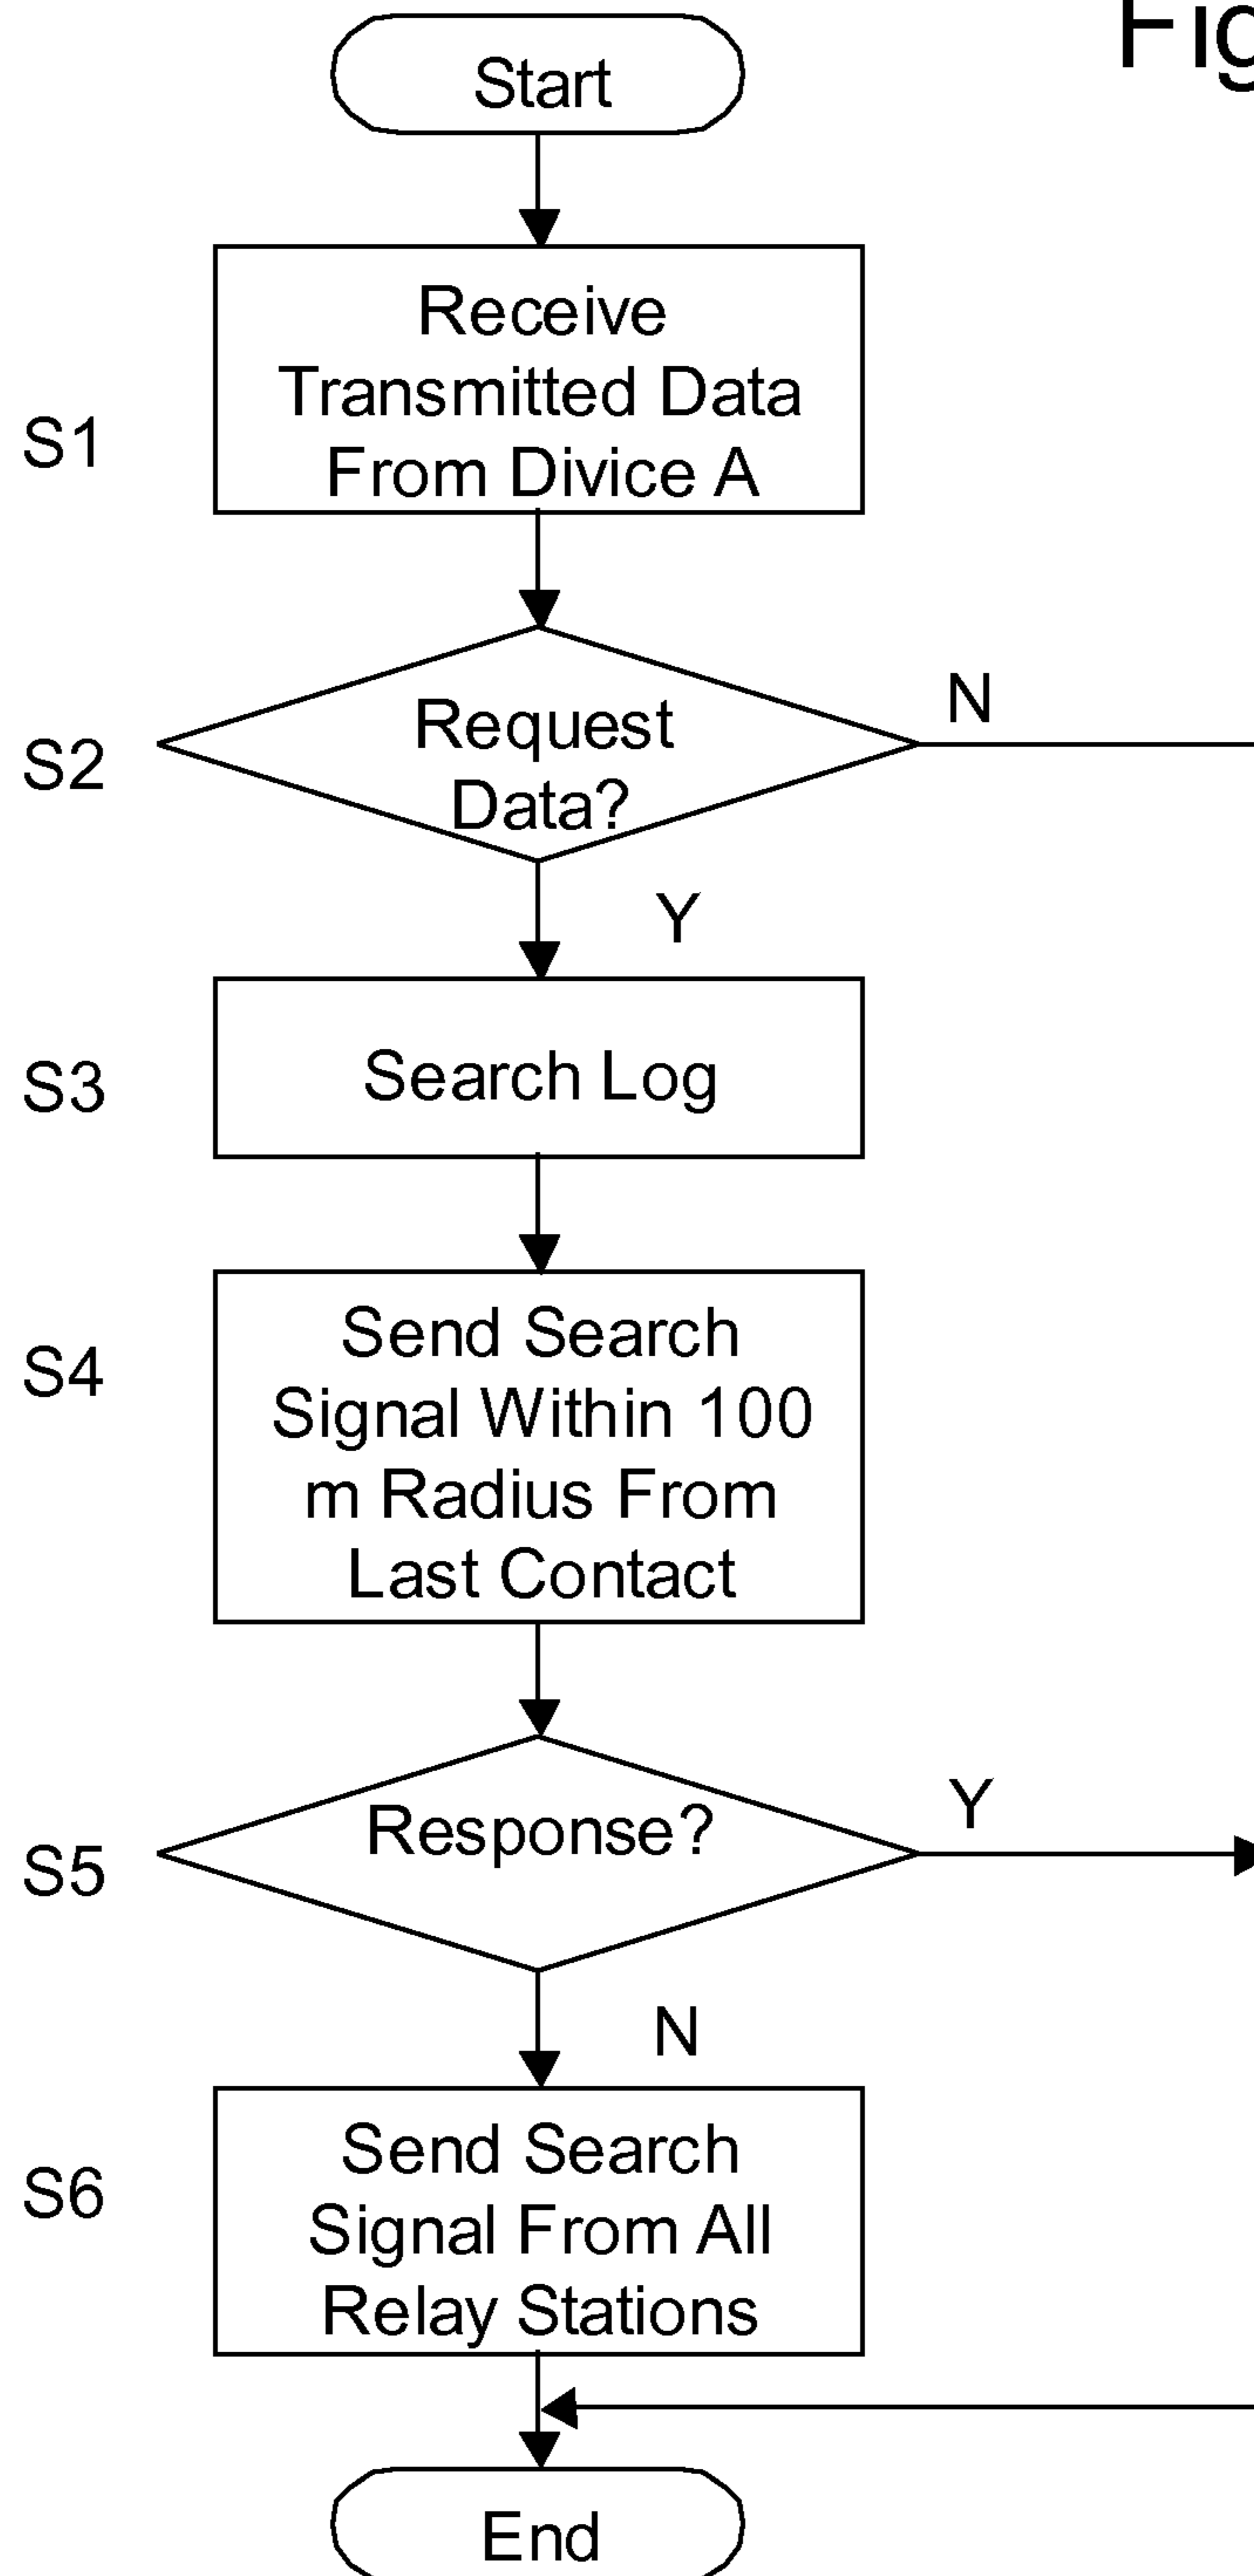 Fig
Start
S1
Receive
Transmitted Data
From Divice A
S2
Request
Data?
N
Y
S3
Search Log
S4
Send Search
Signal Within 100
m Radius From
Last Contact
S5
Response?
Y
N
S6
Send Search
Signal From All
Relay Stations
End